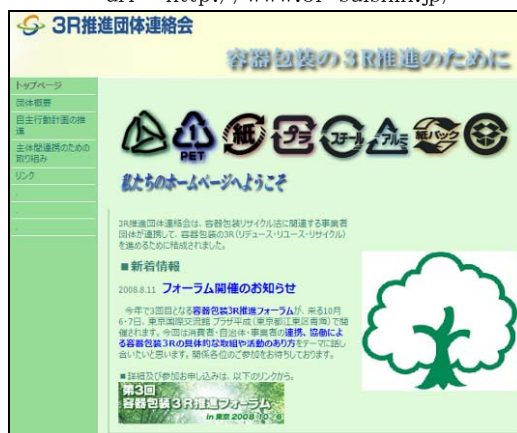 url http://www.3r-suishin.jp/
3R推進団体連絡会
容器包装の3R推進のために
トップページ
団体概要
自主行動計画の推
進
主体間連携のための
取り組み
リンク
1
PET
紙
プラ
スチール
アルミ
紙パック
私たちのホームページへようこそ
3R推進団体連絡会は、容器包装リサイクル法に関連する事業者
団体が連携して、容器包装の3R(リデュース・リユース・リサイクル)
を進めるために結成されました。
■新着情報
2008.8.11 フォーラム開催のお知らせ
今年で3回目となる容器包装3R推進フォーラムが、来る10月
6・7日、東京国際交流館 プラザ平成(東京都江東区青海)で開
催されます。今回は消費者・自治体・事業者の連携、協働によ
る容器包装3Rの具体的な取組や活動のあり方をテーマに話し
合いたいと思います。関係各位のご参加をお待ちしております。
■詳細及び参加お申し込みは、以下のリンクから。
第3回
容器包装3R推進フォーラム
in 東京 2008・10・6